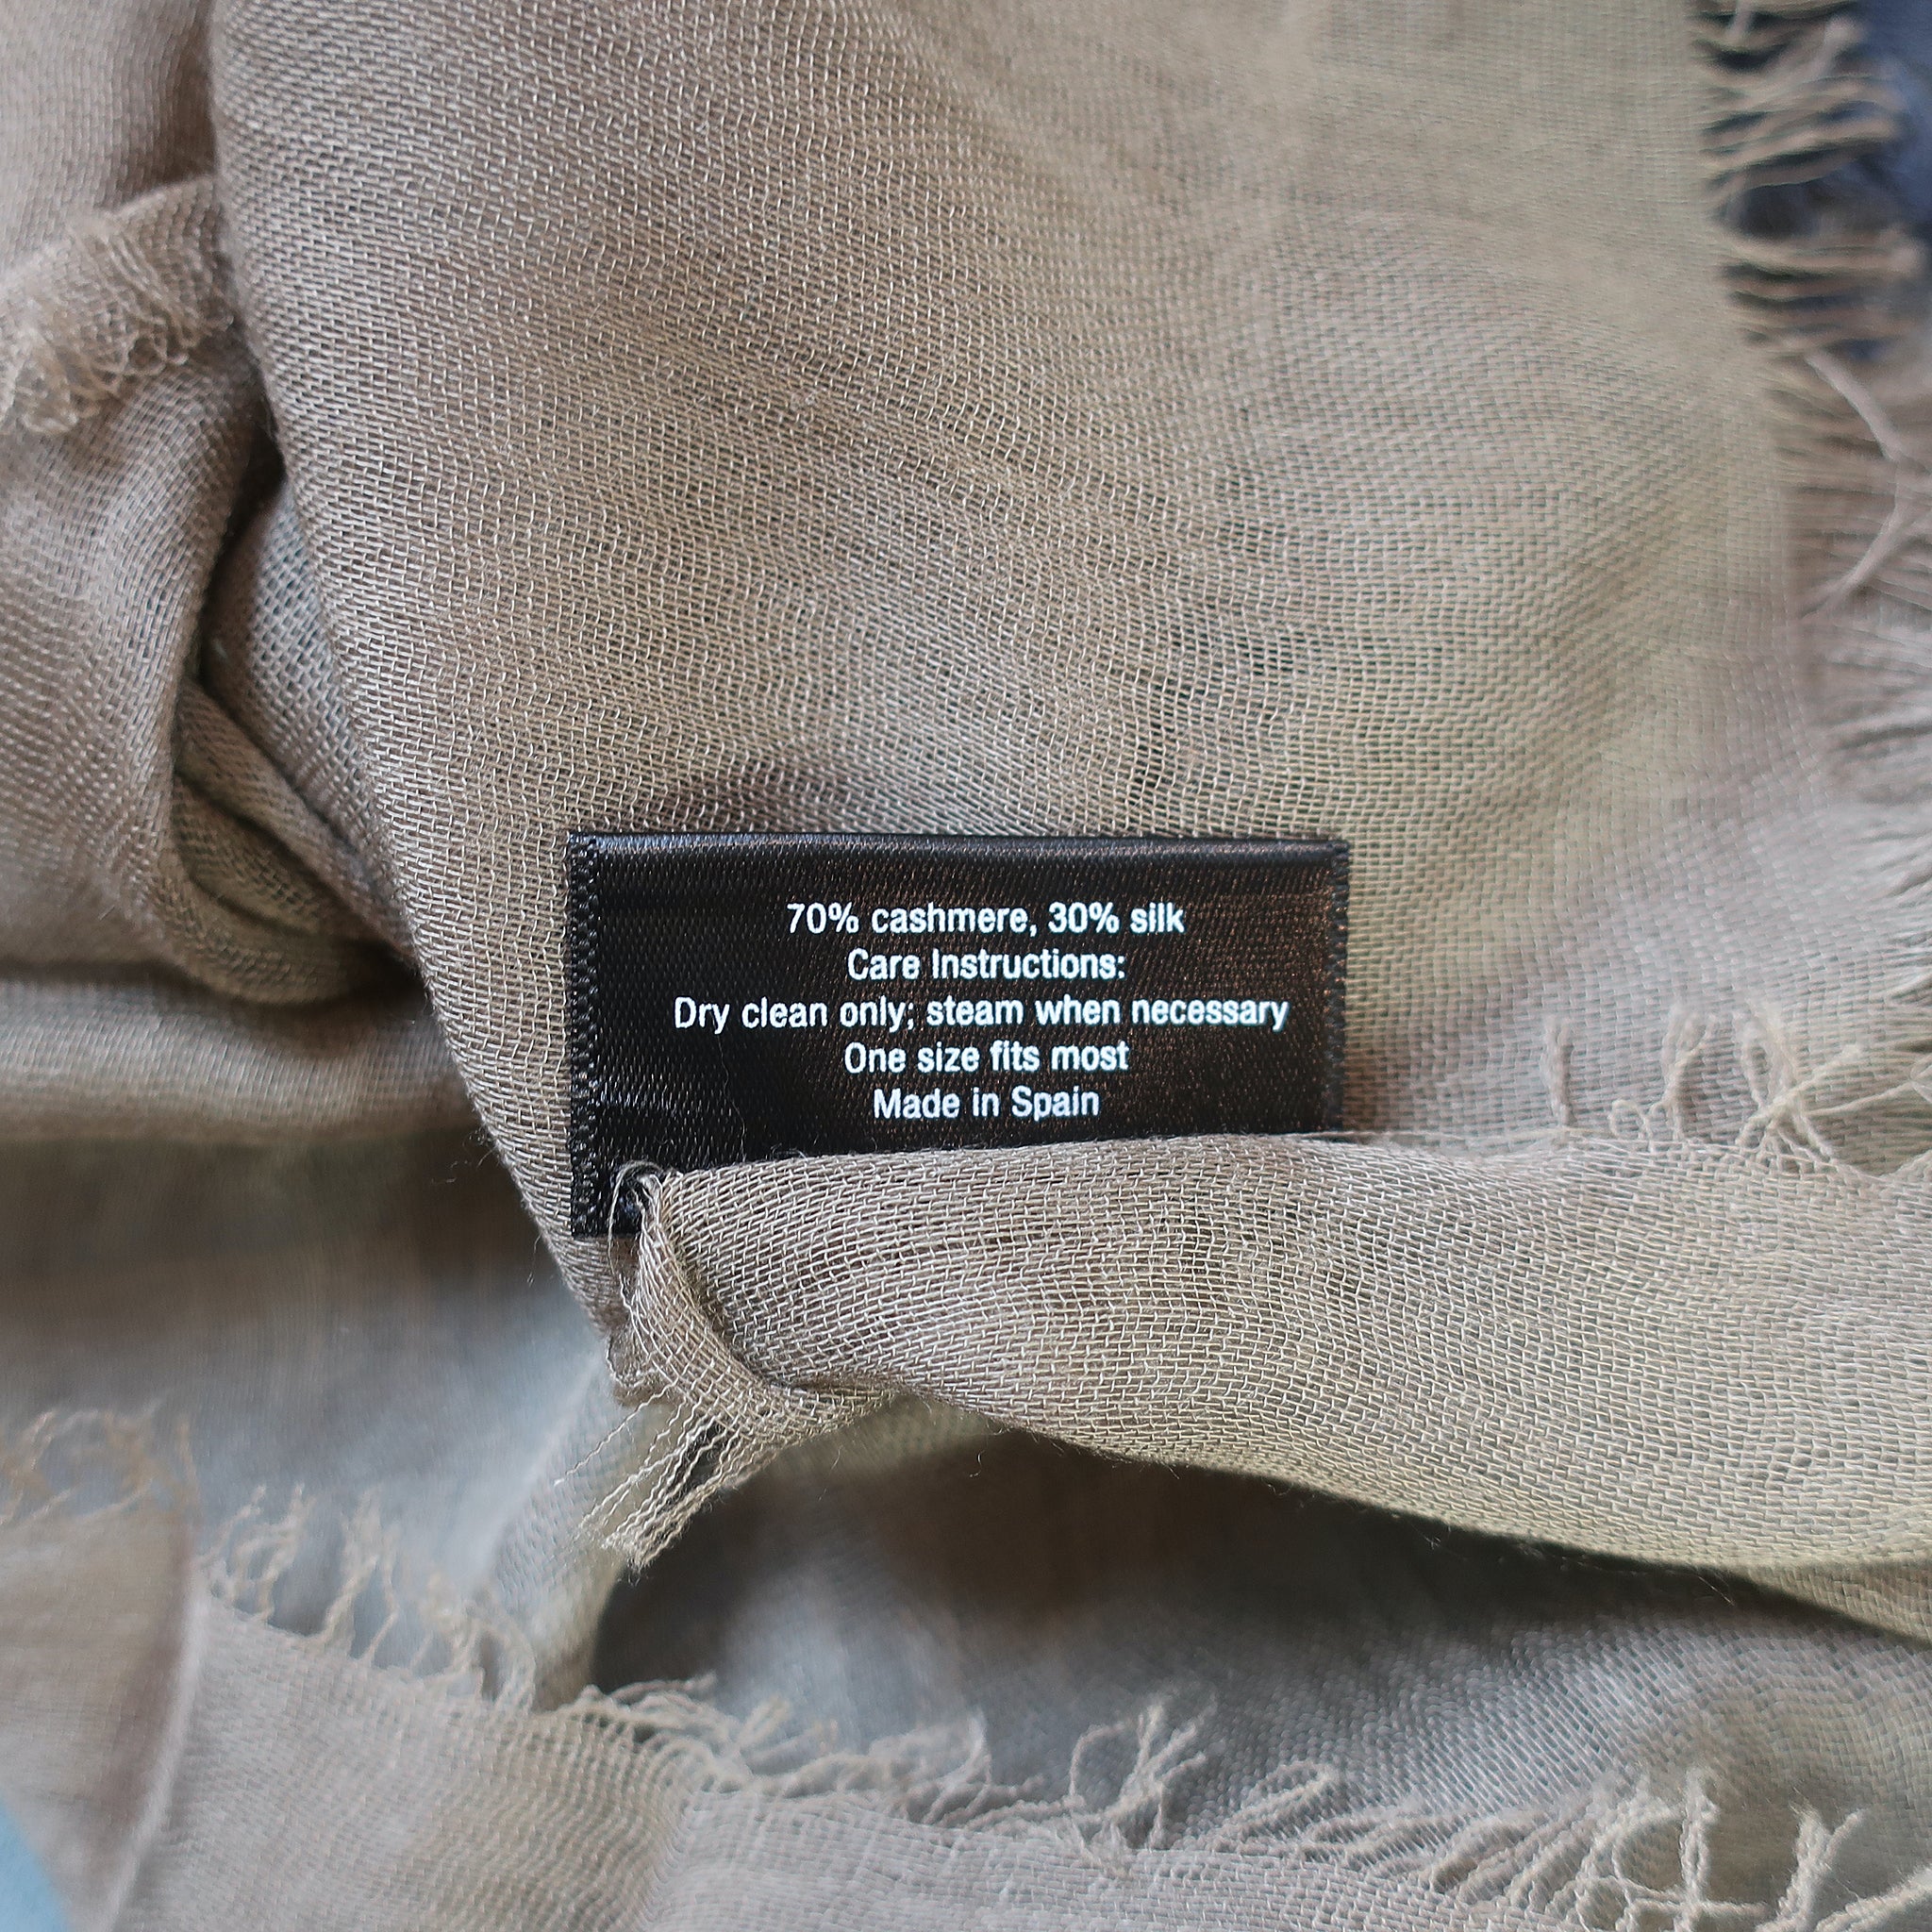 70% cashmere, 30% silk
Care Instructions:
Dry clean only; steam when necessary
One size fits most
Made in Spain